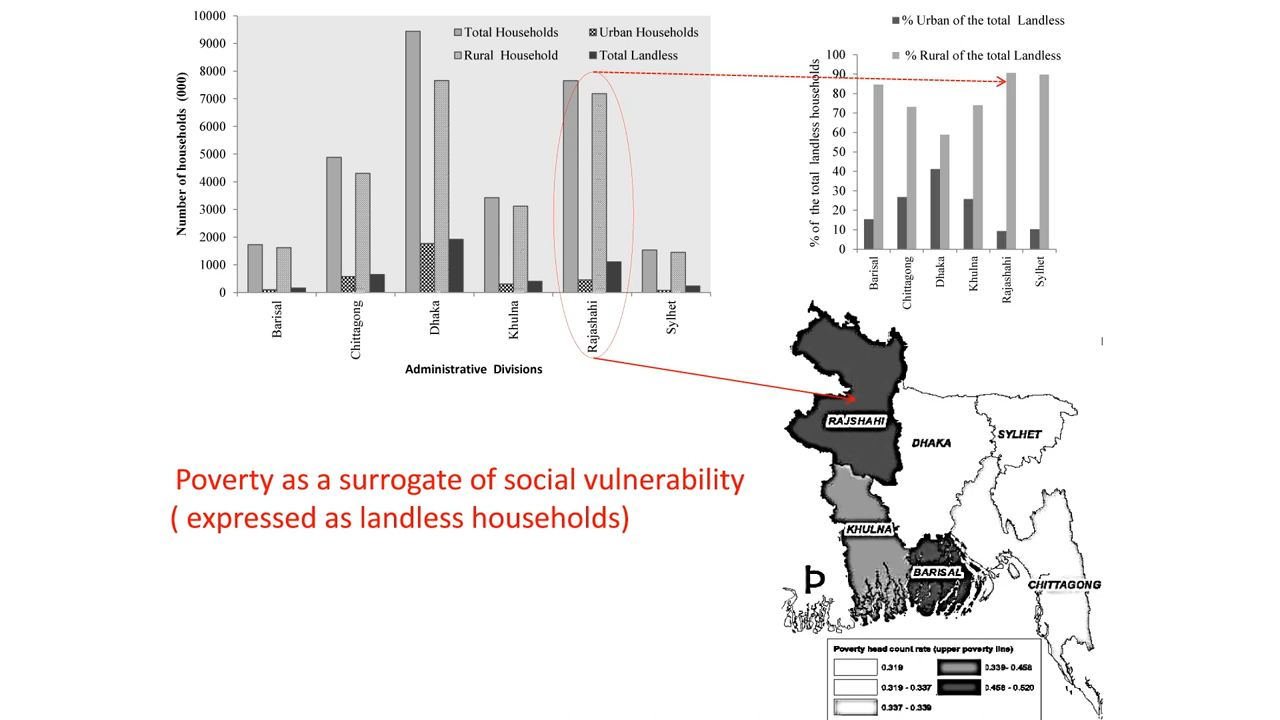 10000
9000
8000
7000
6000
5000
4000
3000
2000
1000
0
Number of households (000)
Total Households
Urban Households
Rural Household
Total Landless
Barisal
Chittagong
Dhaka
Khulna
Rajashahi
Sylhet
Administrative Divisions
% Urban of the total Landless
% Rural of the total Landless
100
90
80
70
60
50
40
30
20
10
0
% of the total landless households
Barisal
Chittagong
Dhaka
Khulna
Rajashahi
Sylhet
Poverty as a surrogate of social vulnerability
( expressed as landless households)
RAJSHAHI
DHAKA
SYLHET
KHULNA
BARISAL
CHITTAGONG
Poverty head count rates (upper poverty line)
0.319
0.319 - 0.337
0.337 - 0.339
0.339- 0.458
0.458 - 0.520